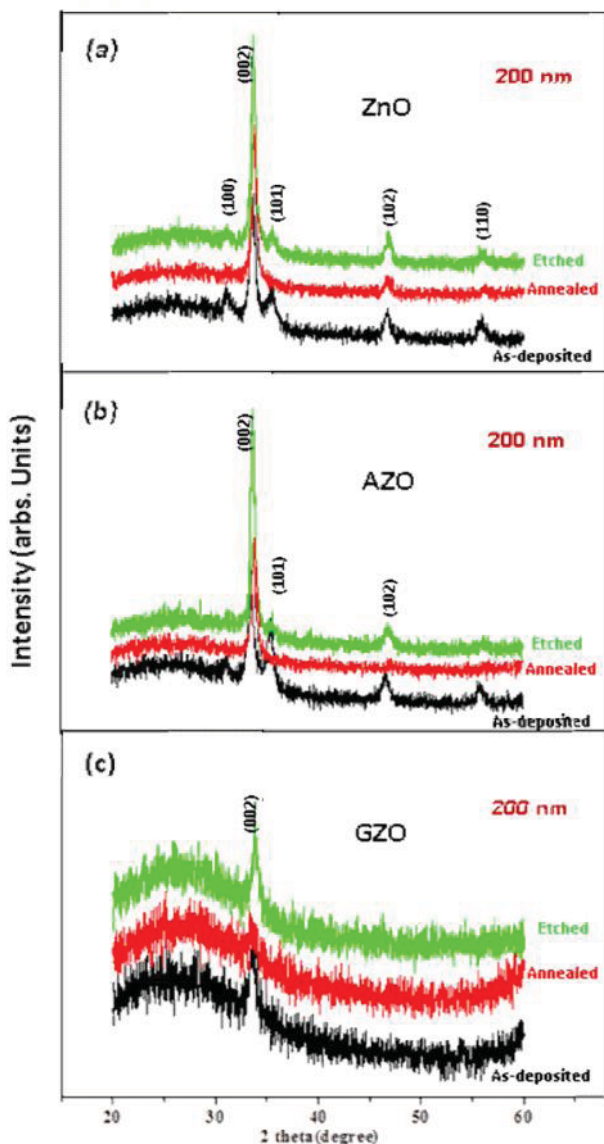 (a)
(002)
200 nm
ZnO
(100)
(101)
(102)
(110)
Etched
Annealed
As-deposited
(b)
(002)
200 nm
AZO
(101)
(102)
Etched
Annealed
As-deposited
Intensity (arbs. Units)
(c)
(002)
200 nm
GZO
Etched
Annealed
As-deposited
20 30 40 50 60
2 theta (degree)